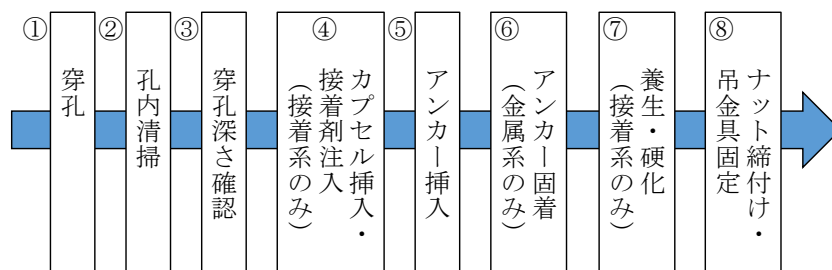 ①
穿孔
②
孔内清掃
③
穿孔深さ確認
④
カプセル挿入・
接着剤注入
（接着系のみ）
⑤
アンカー挿入
⑥
アンカー固着
（金属系のみ）
⑦
養生・硬化
（接着系のみ）
⑧
ナット締付け・
吊金具固定